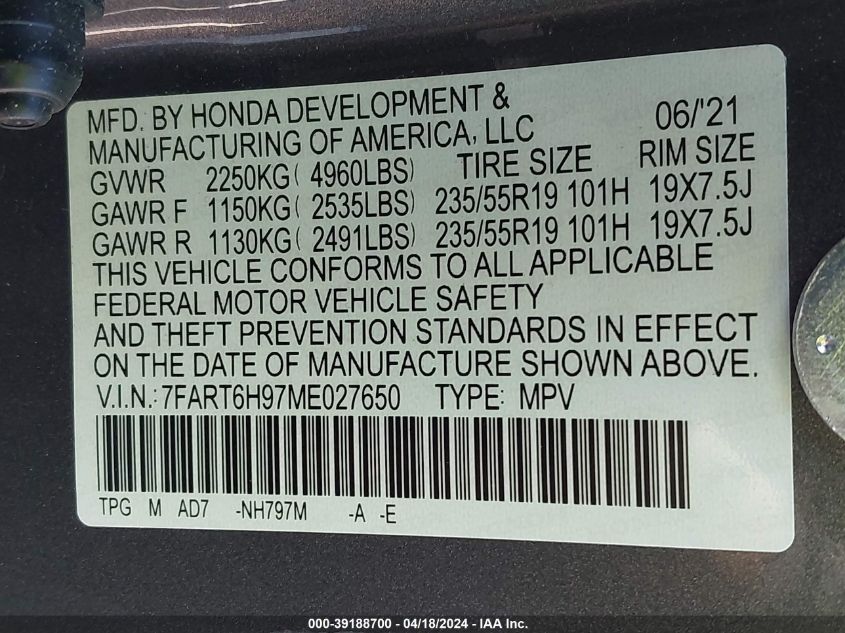 MFD. BY HONDA DEVELOPMENT & 06/'21
MANUFACTURING OF AMERICA, LLC
GVWR 2250KG( 4960LBS) TIRE SIZE RIM SIZE
GAWR F 1150KG( 2535LBS) 235/55R19 101H 19X7.5J
GAWR R 1130KG( 2491LBS) 235/55R19 101H 19X7.5J
THIS VEHICLE CONFORMS TO ALL APPLICABLE
FEDERAL MOTOR VEHICLE SAFETY
AND THEFT PREVENTION STANDARDS IN EFFECT
ON THE DATE OF MANUFACTURE SHOWN ABOVE.
V.I.N.: 7FART6H97ME027650 TYPE: MPV
TPG M AD7 -NH797M -A -E
000-39188700 - 04/18/2024 - IAA Inc.